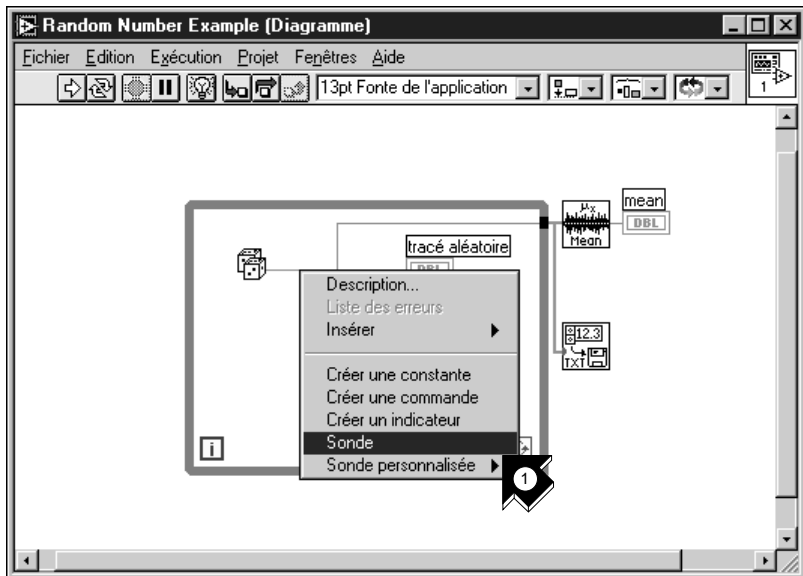 Random Number Example (Diagramme)
Fichier Edition Exécution Projet Fenêtres Aide
13pt Fonte de l'application
1
mean
μx
DBL
Mean
tracé aléatoire
DBL
Description...
Liste des erreurs
Insérer
12.3
TXT
Créer une constante
Créer une commande
Créer un indicateur
Sonde
i
Sonde personnalisée
1